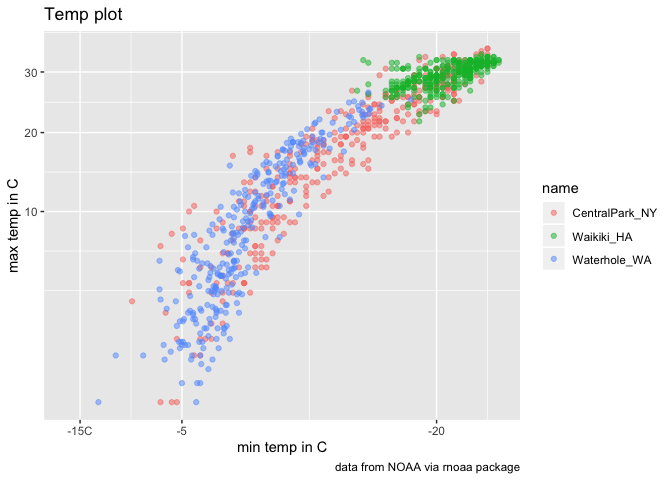 Temp plot
max temp in C
30
20
10
-15C
-5
-20
min temp in C
data from NOAA via rnoaa package
name
CentralPark_NY
Waikiki_HA
Waterhole_WA